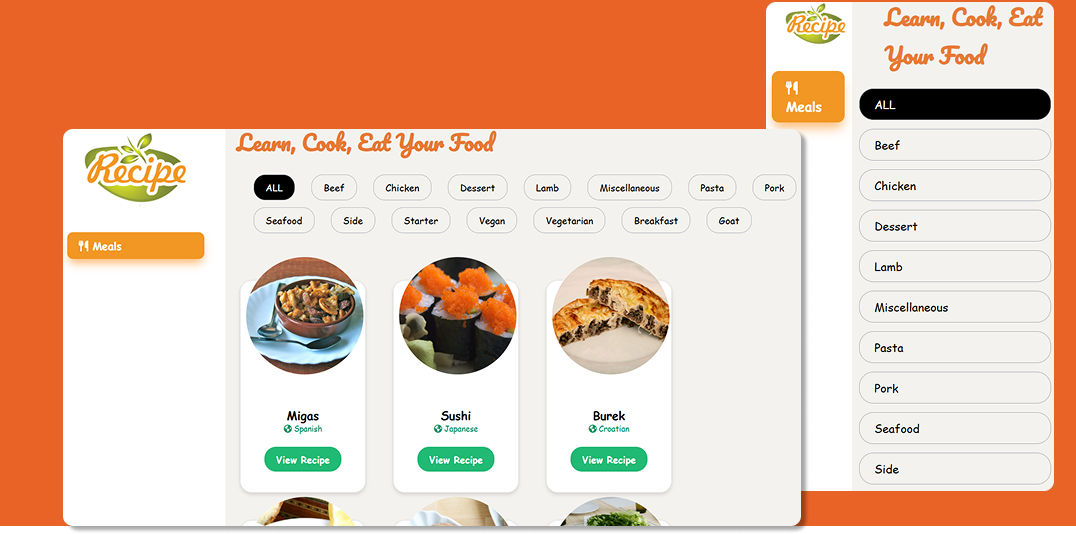 Recipe
Meals
Learn, Cook, Eat Your Food
ALL Beef Chicken Dessert Lamb Miscellaneous Pasta Pork
Seafood Side Starter Vegan Vegetarian Breakfast Goat
Migas
Spanish
View Recipe
Sushi
Japanese
View Recipe
Burek
Croatian
View Recipe
Recipe
Meals
Learn, Cook, Eat
Your Food
ALL
Beef
Chicken
Dessert
Lamb
Miscellaneous
Pasta
Pork
Seafood
Side